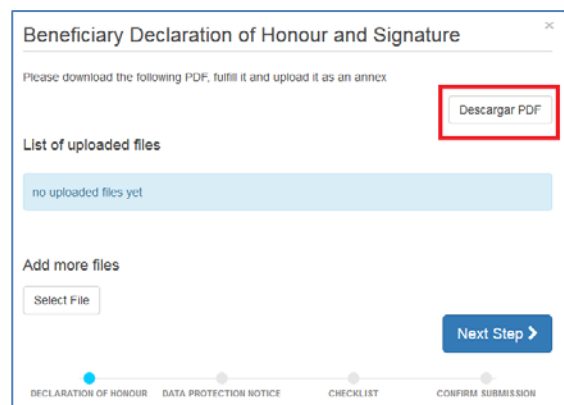 Beneficiary Declaration of Honour and Signature
×
Please download the following PDF, fulfill it and upload it as an annex
Descargar PDF
List of uploaded files
no uploaded files yet
Add more files
Select File
Next Step
DECLARATION OF HONOUR DATA PROTECTION NOTICE CHECKLIST CONFIRM SUBMISSION